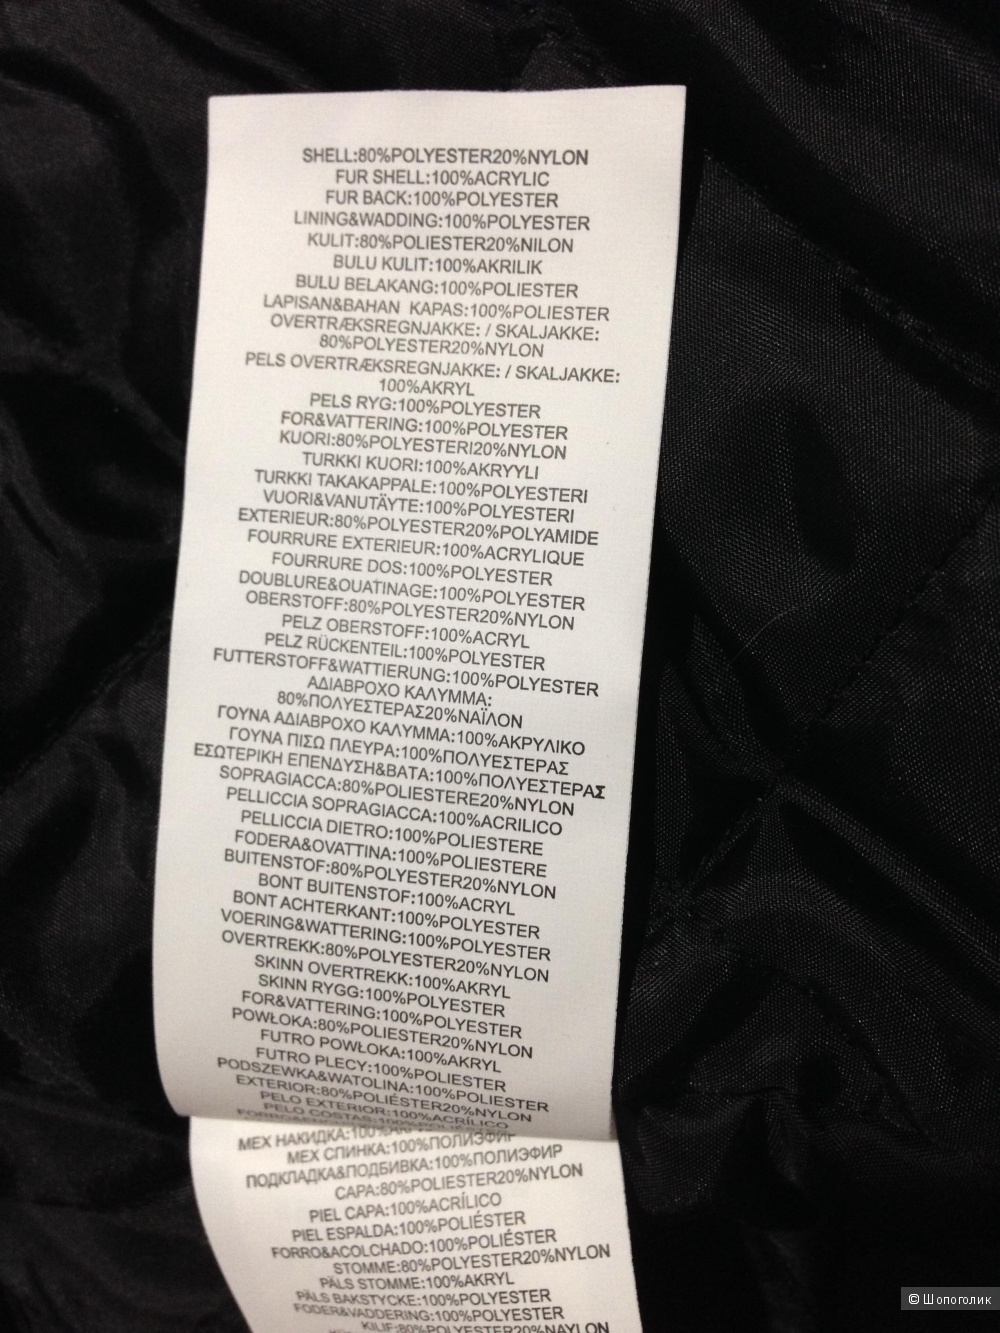 SHELL:80%POLYESTER20%NYLON
FUR SHELL:100%ACRYLIC
FUR BACK:100%POLYESTER
LINING&WADDING:100%POLYESTER
KULIT:80%POLIESTER20%NILON
BULU KULIT:100%AKRILIK
BULU BELAKANG:100%POLIESTER
LAPISAN&BAHAN KAPAS:100%POLIESTER
OVERTRÆKSREGNJAKKE: / SKALJAKKE:
80%POLYESTER20%NYLON
PELS OVERTRÆKSREGNJAKKE: / SKALJAKKE:
100%AKRYL
PELS RYG:100%POLYESTER
FOR&VATTERING:100%POLYESTER
KUORI:80%POLYESTERI20%NYLON
TURKKI KUORI:100%AKRYYLI
TURKKI TAKAKAPPALE:100%POLYESTERI
VUORI&VANUTÄYTE:100%POLYESTERI
EXTERIEUR:80%POLYESTER20%POLYAMIDE
FOURRURE EXTERIEUR:100%ACRYLIQUE
FOURRURE DOS:100%POLYESTER
DOUBLURE&OUATINAGE:100%POLYESTER
OBERSTOFF:80%POLYESTER20%NYLON
PELZ OBERSTOFF:100%ACRYL
PELZ RÜCKENTEIL:100%POLYESTER
FUTTERSTOFF&WATTIERUNG:100%POLYESTER
ΑΔΙΑΒΡΟΧΟ ΚΑΛΥΜΜΑ:
80%ΠΟΛΥΕΣΤΕΡΑΣ20%ΝΑΪΛΟΝ
ΓΟΥΝΑ ΑΔΙΑΒΡΟΧΟ ΚΑΛΥΜΜΑ:100%ΑΚΡΥΛΙΚΟ
ΓΟΥΝΑ ΠΙΣΩ ΠΛΕΥΡΑ:100%ΠΟΛΥΕΣΤΕΡΑΣ
ΕΣΩΤΕΡΙΚΗ ΕΠΕΝΔΥΣΗ&ΒΑΤΑ:100%ΠΟΛΥΕΣΤΕΡΑΣ
SOPRAGIACCA:80%POLIESTERE20%NYLON
PELLICCIA SOPRAGIACCA:100%ACRILICO
PELLICCIA DIETRO:100%POLIESTERE
FODERA&OVATTINA:100%POLIESTERE
BUITENSTOF:80%POLYESTER20%NYLON
BONT BUITENSTOF:100%ACRYL
BONT ACHTERKANT:100%POLYESTER
VOERING&WATTERING:100%POLYESTER
OVERTREKK:80%POLYESTER20%NYLON
SKINN OVERTREKK:100%AKRYL
SKINN RYGG:100%POLYESTER
FOR&VATTERING:100%POLYESTER
POWŁOKA:80%POLIESTER20%NYLON
FUTRO POWŁOKA:100%AKRYL
FUTRO PLECY:100%POLIESTER
PODSZEWKA&WATOLINA:100%POLIESTER
EXTERIOR:80%POLIÉSTER20%NYLON
PELO EXTERIOR:100%ACRÍLICO
PELO COSTAS:100%POLIÉSTER
МЕХ НАКИДКА:100%
МЕХ СПИНКА:100%ПОЛИЭФИР
ПОДКЛАДКА&ПОДБИВКА:100%ПОЛИЭФИР
CAPA:80%POLIESTER20%NYLON
PIEL CAPA:100%ACRÍLICO
PIEL ESPALDA:100%POLIÉSTER
FORRO&ACOLCHADO:100%POLIÉSTER
STOMME:80%POLYESTER20%NYLON
PÄLS STOMME:100%AKRYL
PÄLS BAKSTYCKE:100%POLYESTER
FODER&VADDERING:100%POLYESTER
KILIF:80%POLYESTER20%NAYLON
© Шопоголик